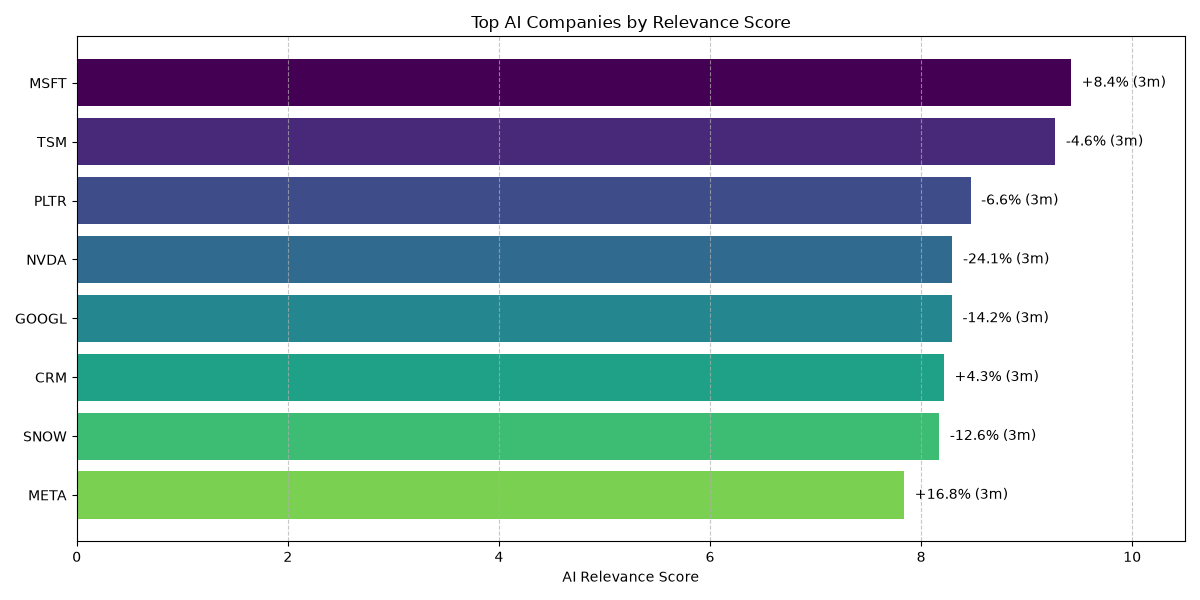 Top AI Companies by Relevance Score
MSFT +8.4% (3m)
TSM -4.6% (3m)
PLTR -6.6% (3m)
NVDA -24.1% (3m)
GOOGL -14.2% (3m)
CRM +4.3% (3m)
SNOW -12.6% (3m)
META +16.8% (3m)
0 2 4 6 8 10
AI Relevance Score